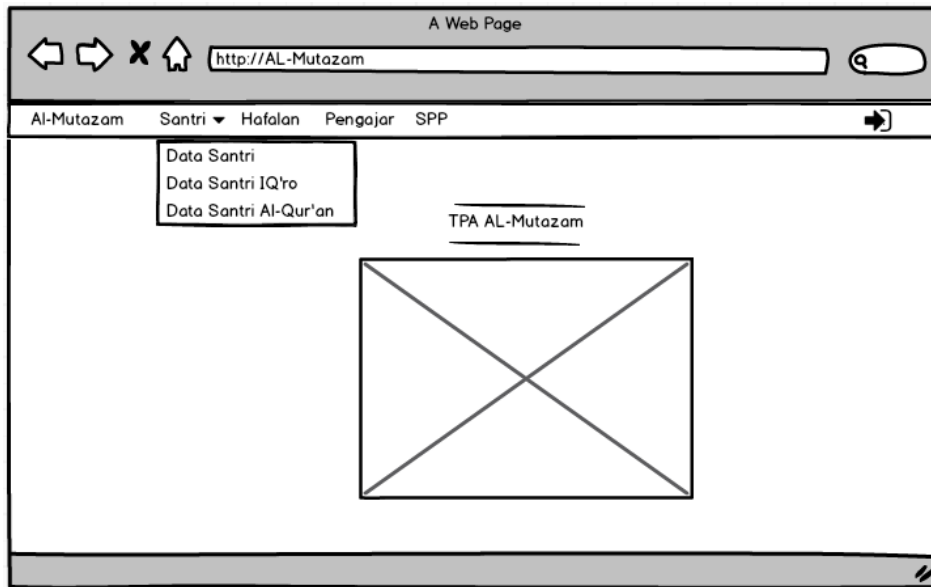 A Web Page
http://AL-Mutazam
Al-Mutazam Santri Hafalan Pengajar SPP
Data Santri
Data Santri IQ'ro
Data Santri Al-Qur'an
TPA AL-Mutazam